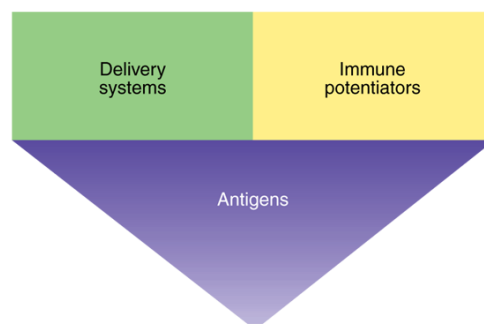 Delivery
systems
Immune
potentiators
Antigens